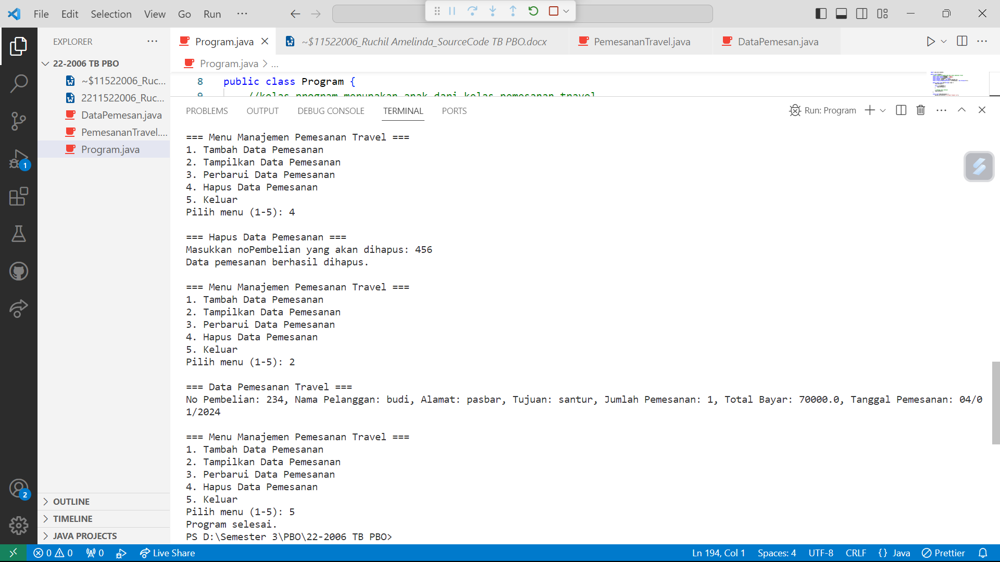 File Edit Selection View Go Run ...
EXPLORER ...
22-2006 TB PBO
~$11522006_Ruc...
2211522006_Ruc...
DataPemesan.java
PemesananTravel....
Program.java
OUTLINE
TIMELINE
JAVA PROJECTS
1
2
Program.java ~$11522006_Ruchil Amelinda_SourceCode TB PBO.docx PemesananTravel.java DataPemesan.java
Program.java > ...
8 public class Program {
9 //kelas program merupakan anak dari kelas pemesanan travel
PROBLEMS OUTPUT DEBUG CONSOLE TERMINAL PORTS Run: Program
=== Menu Manajemen Pemesanan Travel ===
1. Tambah Data Pemesanan
2. Tampilkan Data Pemesanan
3. Perbarui Data Pemesanan
4. Hapus Data Pemesanan
5. Keluar
Pilih menu (1-5): 4
=== Hapus Data Pemesanan ===
Masukkan noPembelian yang akan dihapus: 456
Data pemesanan berhasil dihapus.
=== Menu Manajemen Pemesanan Travel ===
1. Tambah Data Pemesanan
2. Tampilkan Data Pemesanan
3. Perbarui Data Pemesanan
4. Hapus Data Pemesanan
5. Keluar
Pilih menu (1-5): 2
=== Data Pemesanan Travel ===
No Pembelian: 234, Nama Pelanggan: budi, Alamat: pasbar, Tujuan: santur, Jumlah Pemesanan: 1, Total Bayar: 70000.0, Tanggal Pemesanan: 04/0
1/2024
=== Menu Manajemen Pemesanan Travel ===
1. Tambah Data Pemesanan
2. Tampilkan Data Pemesanan
3. Perbarui Data Pemesanan
4. Hapus Data Pemesanan
5. Keluar
Pilih menu (1-5): 5
Program selesai.
PS D:\Semester 3\PBO\22-2006 TB PBO>
0 0 0 Live Share Ln 194, Col 1 Spaces: 4 UTF-8 CRLF {} Java Prettier